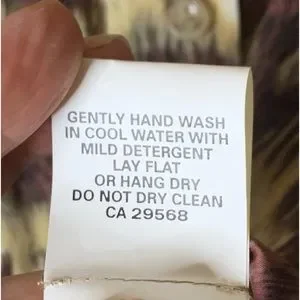 GENTLY HAND WASH
IN COOL WATER WITH
MILD DETERGENT
LAY FLAT
OR HANG DRY
DO NOT DRY CLEAN
CA 29568